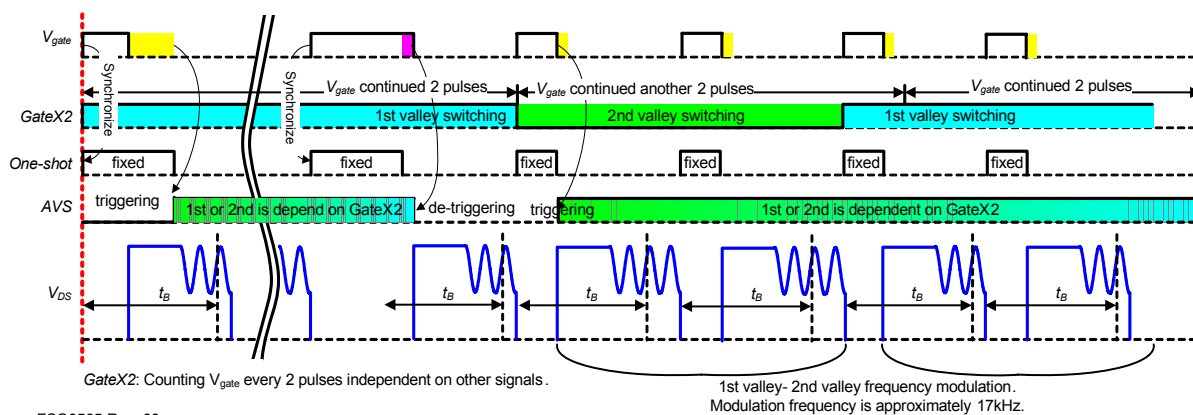 Vgate
Synchronize
Synchronize
Vgate continued 2 pulses
Vgate continued another 2 pulses
Vgate continued 2 pulses
GateX2
1st valley switching
2nd valley switching
1st valley switching
One-shot
fixed
fixed
fixed
fixed
fixed
fixed
AVS
triggering
1st or 2nd is depend on GateX2
de-triggering
triggering
1st or 2nd is dependent on GateX2
VDS
tB
tB
tB
tB
tB
tB
GateX2: Counting Vgate every 2 pulses independent on other signals.
1st valley- 2nd valley frequency modulation.
Modulation frequency is approximately 17kHz.